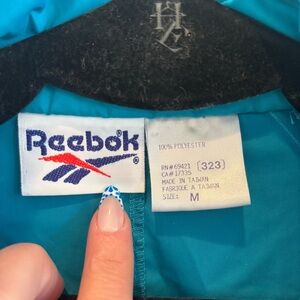 Reebok
100% POLYESTER
RN# 69421 [323]
CA# 17335
MADE IN TAIWAN
FABRIQUE A TAIWAN
SIZE: M